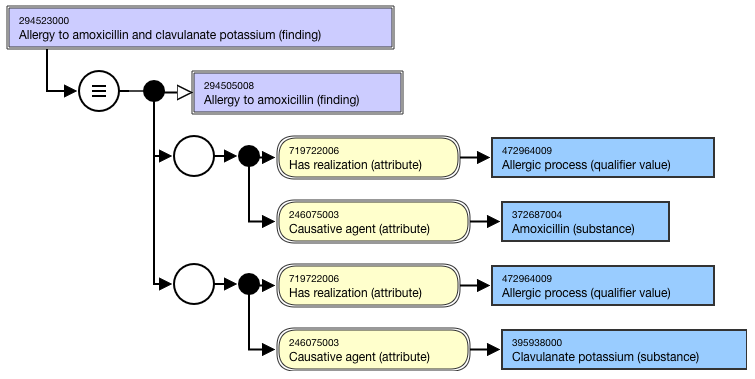 294523000
Allergy to amoxicillin and clavulanate potassium (finding)
294505008
Allergy to amoxicillin (finding)
719722006
Has realization (attribute)
472964009
Allergic process (qualifier value)
246075003
Causative agent (attribute)
372687004
Amoxicillin (substance)
719722006
Has realization (attribute)
472964009
Allergic process (qualifier value)
246075003
Causative agent (attribute)
395938000
Clavulanate potassium (substance)